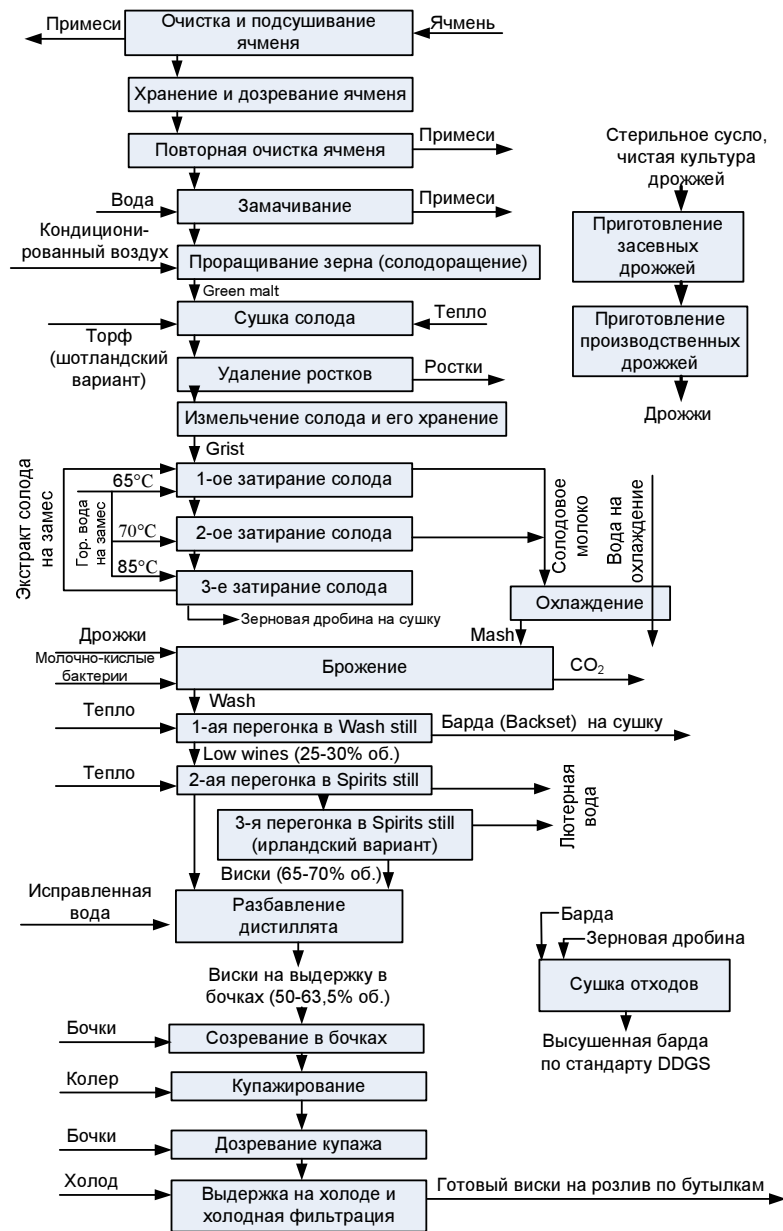 Примеси
Очистка и подсушивание
ячменя
Ячмень
Хранение и дозревание ячменя
Повторная очистка ячменя
Примеси
Стерильное сусло,
чистая культура
дрожжей
Вода
Замачивание
Примеси
Приготовление
засевных
дрожжей
Кондициони-
рованный воздух
Проращивание зерна (солодоращение)
Green malt
Сушка солода
Тепло
Торф
(шотландский
вариант)
Приготовление
производственных
дрожжей
Удаление ростков
Ростки
Дрожжи
Измельчение солода и его хранение
Grist
Экстракт солода
на замес
Гор. вода
на замес
65°C
1-ое затирание солода
70°C
2-ое затирание солода
85°C
3-е затирание солода
Солодовое
молоко
Вода на
охлаждение
Охлаждение
Зерновая дробина на сушку
Mash
Дрожжи
Молочно-кислые
бактерии
Брожение
CO2
Wash
Тепло
1-ая перегонка в Wash still
Барда (Backset) на сушку
Low wines (25-30% об.)
Тепло
2-ая перегонка в Spirits still
3-я перегонка в Spirits still
(ирландский вариант)
Лютерная
вода
Виски (65-70% об.)
Исправленная
вода
Разбавление
дистиллята
Барда
Зерновая дробина
Сушка отходов
Высушенная барда
по стандарту DDGS
Виски на выдержку в
бочках (50-63,5% об.)
Бочки
Созревание в бочках
Колер
Купажирование
Бочки
Дозревание купажа
Холод
Выдержка на холоде и
холодная фильтрация
Готовый виски на розлив по бутылкам